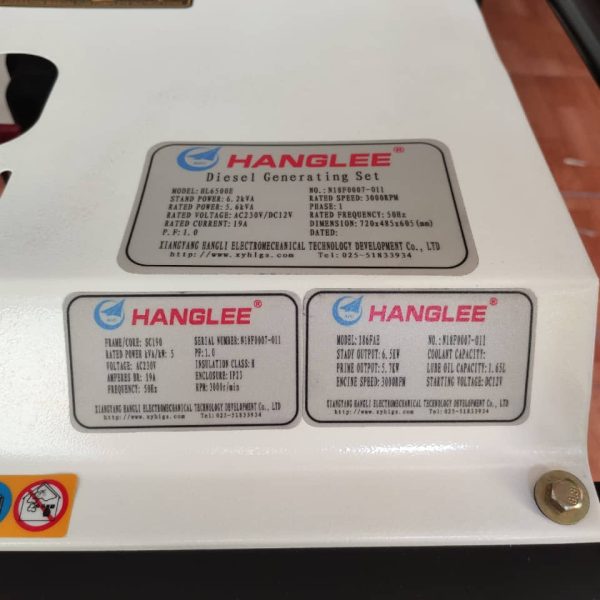 HANGLEE®
Diesel Generating Set
MODEL: HL6500E NO.: N18F0007-011
STAND POWER: 6.2kVA RATED SPEED: 3000RPM
RATED POWER: 5.6kVA PHASE: 1
RATED VOLTAGE: AC230V/DC12V RATED FREQUENCY: 50Hz
RATED CURRENT: 19A DIMENSION: 720x485x605(mm)
P.F: 1.0 DATED:
XIANGYANG HANGLI ELECTROMECHANICAL TECHNOLOGY DEVELOPMENT Co., LTD
http://www.xyhlgs.com Tel:025-51833934
HANGLEE®
FRAME/CORE: SC190 SERIAL NUMBER: N18F0007-011
RATED POWER kVA/kW: 5 PF: 1.0
VOLTAGE: AC230V INSULATION CLASS: H
AMPERES BR: 19A ENCLOSURE: IP23
FREQUENCY: 50Hz RPM: 3000r/min
XIANGYANG HANGLI ELECTROMECHANICAL TECHNOLOGY DEVELOPMENT Co., LTD
http://www.xyhlgs.com Tel:025-51833934
HANGLEE®
MODEL: 186FAE NO.: N18F0007-011
STADY OUTPUT: 6.5KW COOLANT CAPACITY:
PRIME OUTPUT: 5.7KW LUBE OIL CAPACITY: 1.65L
ENGINE SPEED: 3000RPM STARTING VOLTAGE: DC12V
XIANGYANG HANGLI ELECTROMECHANICAL TECHNOLOGY DEVELOPMENT Co., LTD
http://www.xyhlgs.com Tel:025-51833934